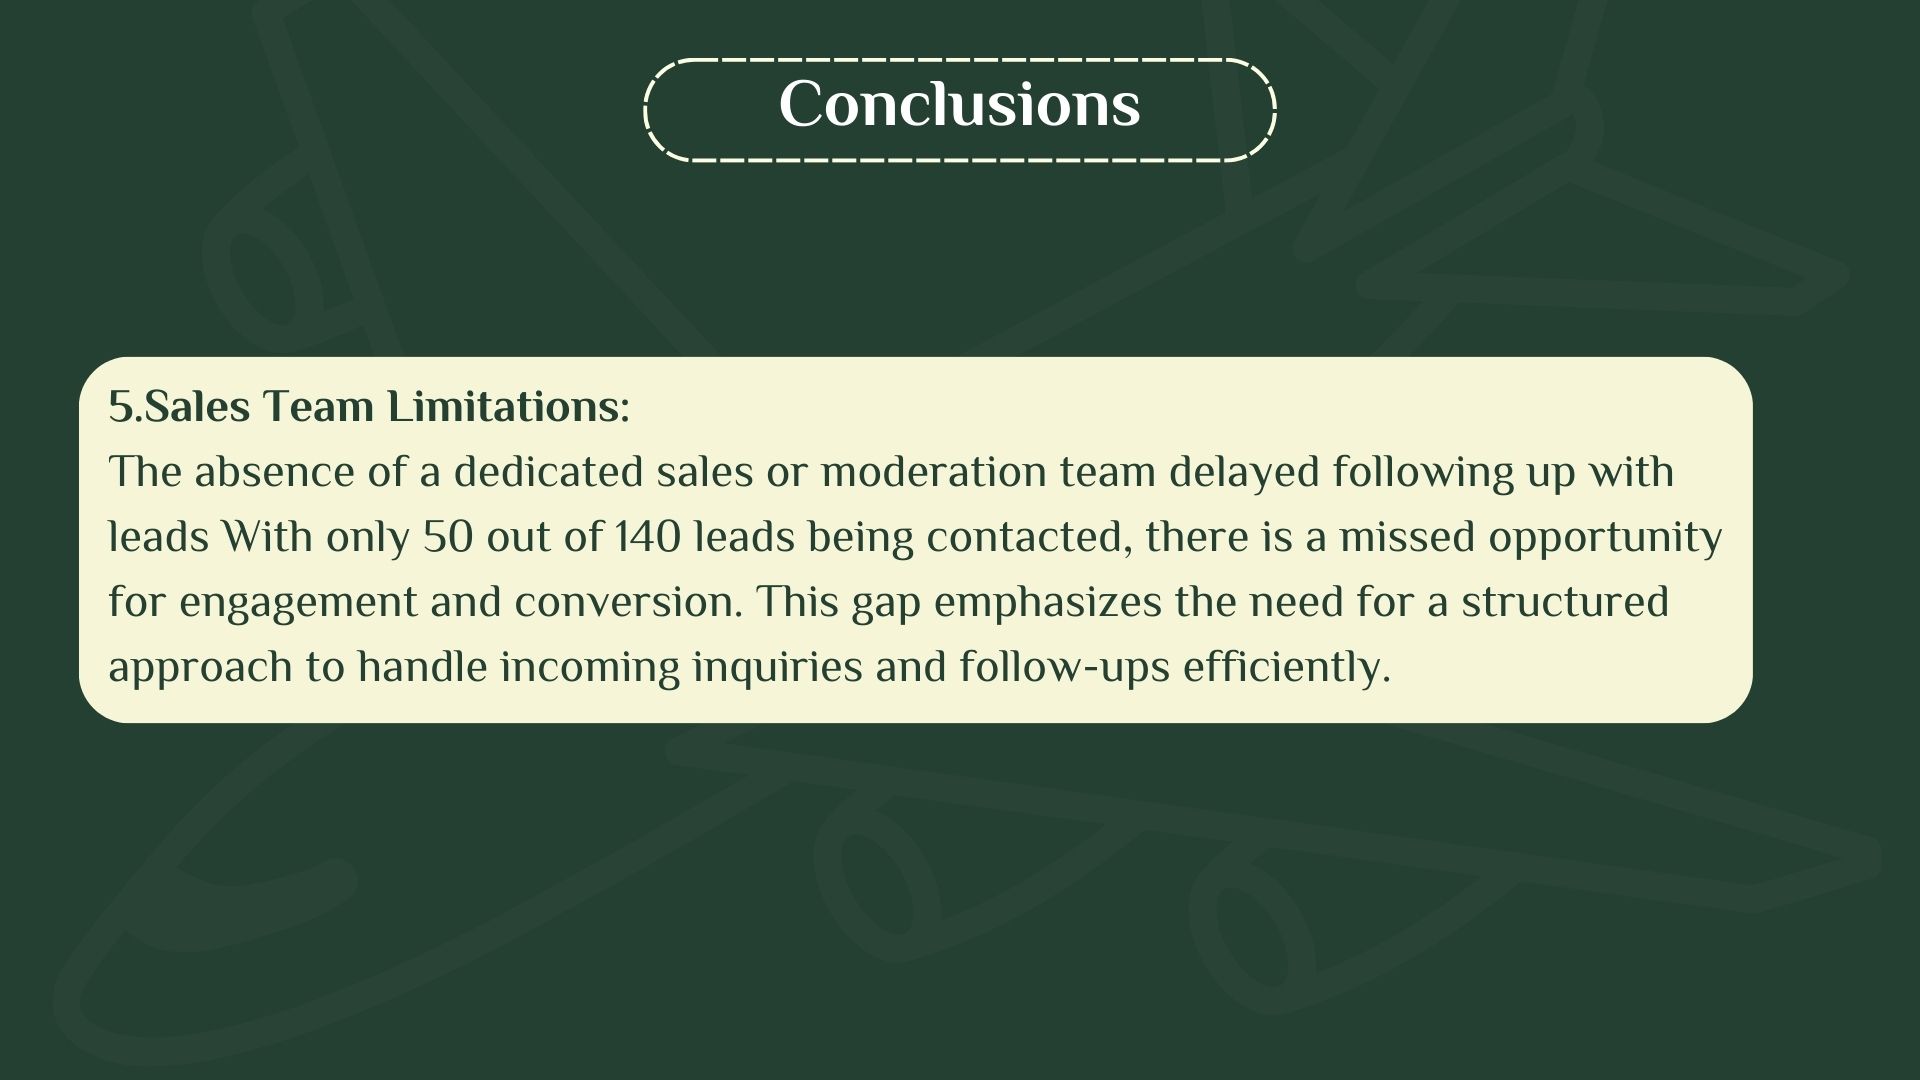 Conclusions
5.Sales Team Limitations:
The absence of a dedicated sales or moderation team delayed following up with
leads With only 50 out of 140 leads being contacted, there is a missed opportunity
for engagement and conversion. This gap emphasizes the need for a structured
approach to handle incoming inquiries and follow-ups efficiently.